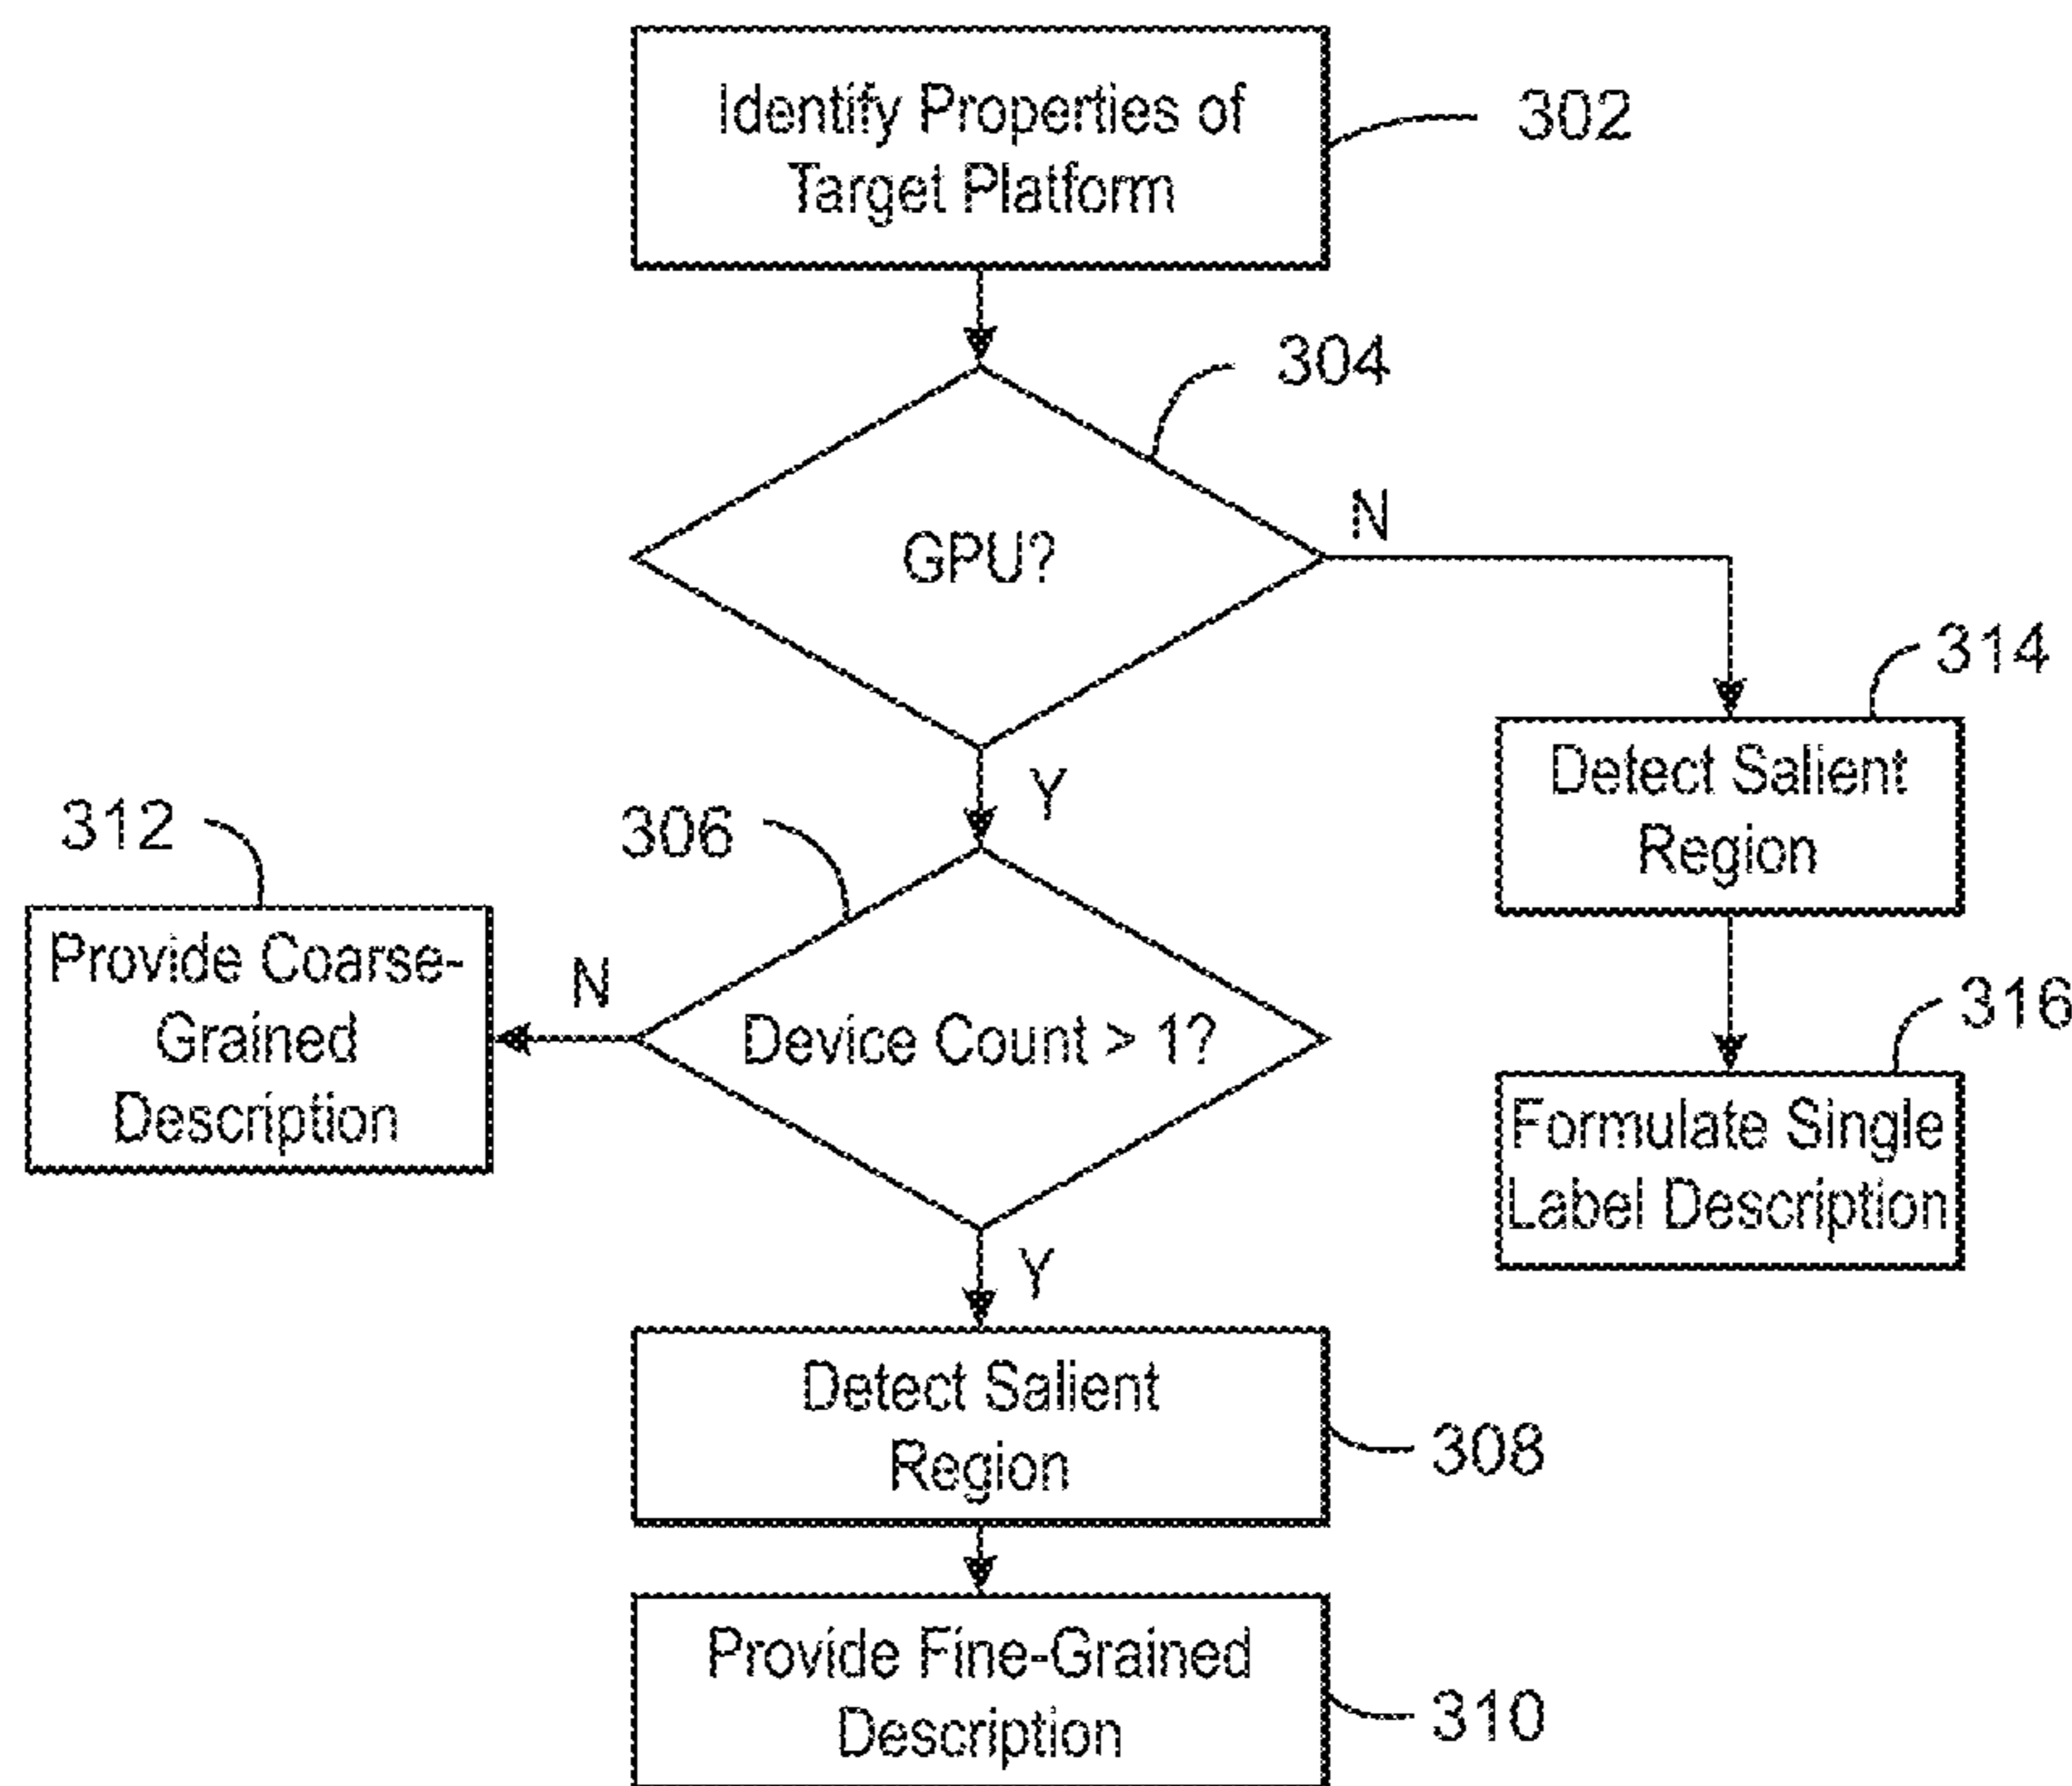 Identify Properties of
Target Platform
302
304
GPU?
N
Y
314
Detect Salient
Region
312
306
Provide Coarse-
Grained
Description
N
Device Count > 1?
316
Formulate Single
Label Description
Y
Detect Salient
Region
308
Provide Fine-Grained
Description
310